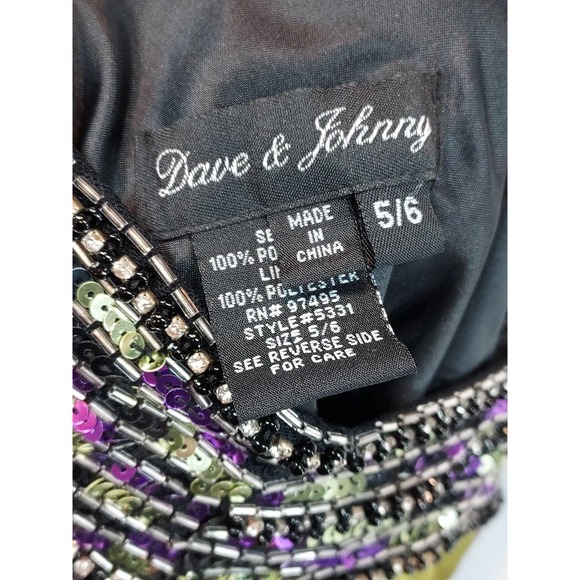 Dave & Johnny
5/6
MADE
IN
CHINA
100%
100% POLYESTER
RN# 97495
STYLE#5331
SIZE 5/6
SEE REVERSE SIDE
FOR CARE